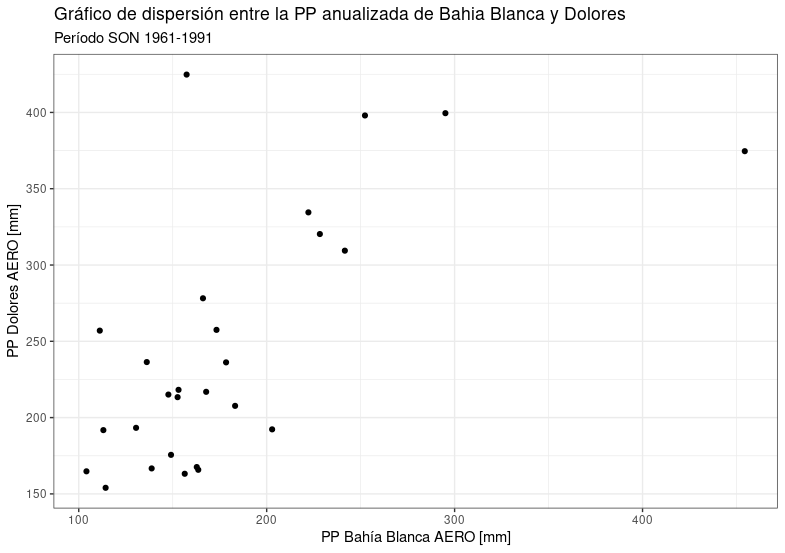 Gráfico de dispersión entre la PP anualizada de Bahia Blanca y Dolores
Período SON 1961-1991
400
350
300
250
200
150
PP Dolores AERO [mm]
100
200
300
400
PP Bahía Blanca AERO [mm]